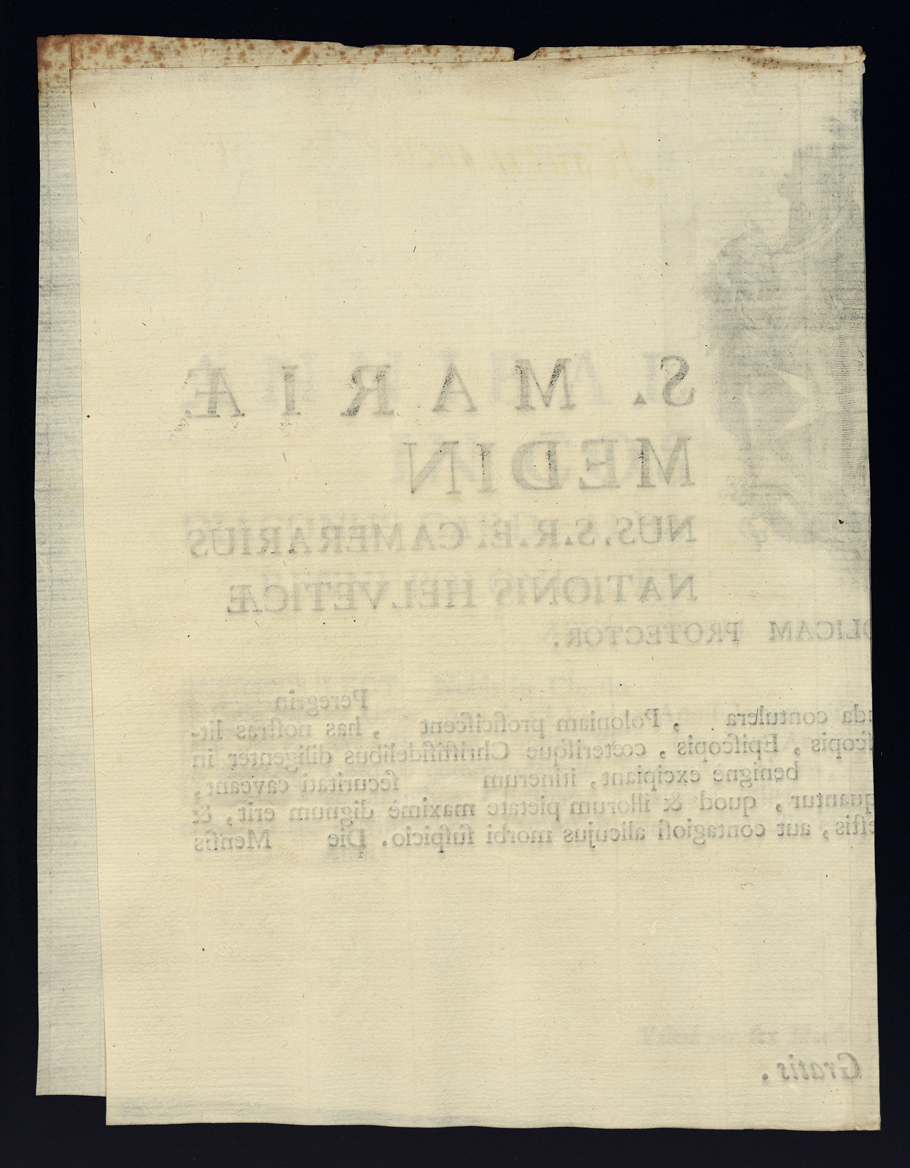 S. MARIÆ
MEDIN
NUS.S.R.E. CAMERARIUS
NATIONIS HELVETICÆ
OLICAM PROTECTOR.
Peregrin
da contulera , Poloniam proficiſcent , has noſtras lit-
ſcopis , Epiſcopis , cœteriſque Chriſtifidelibus diligenter in
benignè excipiant, itinerum ſecuritati caveant,
quantur , quod & illorum pietate maximè dignum erit, &
eſtis, aut contagioſi alicujus morbi ſuſpicio. Die Menſis
Gratis.